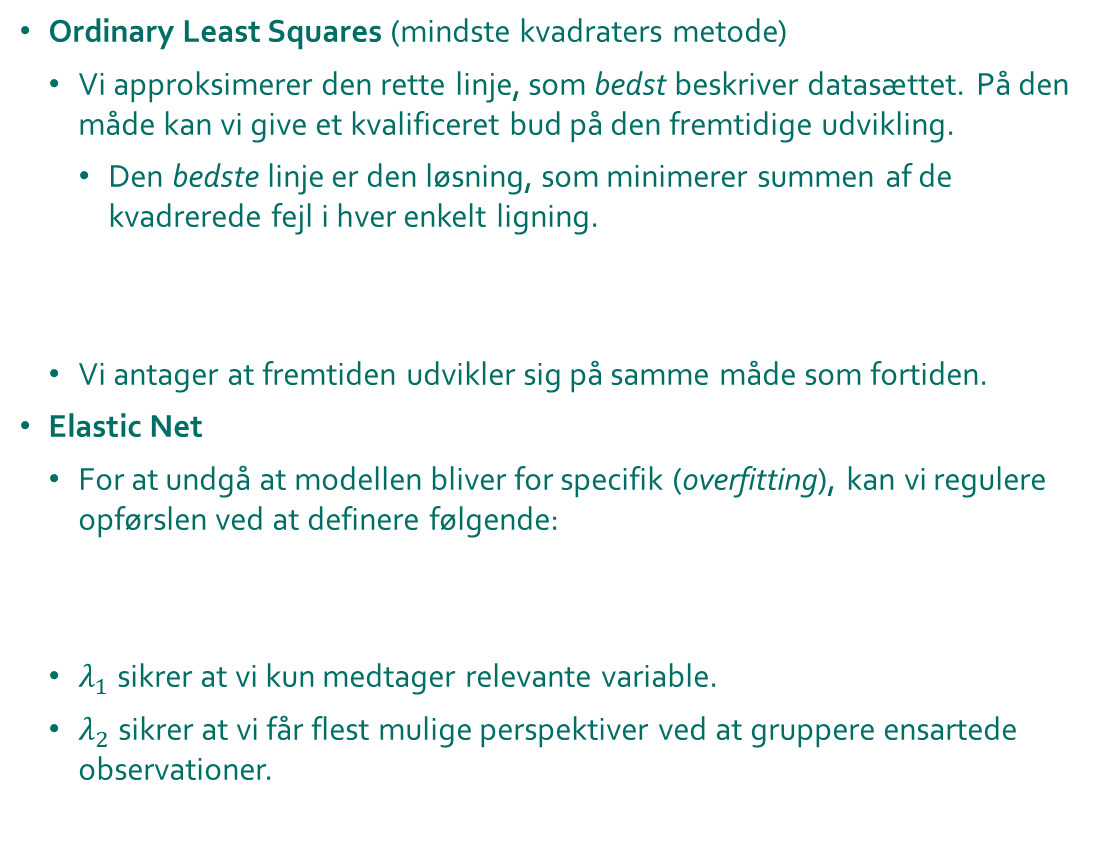 • Ordinary Least Squares (mindste kvadraters metode)
• Vi approksimerer den rette linje, som bedst beskriver datasættet. På den
måde kan vi give et kvalificeret bud på den fremtidige udvikling.
• Den bedste linje er den løsning, som minimerer summen af de
kvadrerede fejl i hver enkelt ligning.
• Vi antager at fremtiden udvikler sig på samme måde som fortiden.
• Elastic Net
• For at undgå at modellen bliver for specifik (overfitting), kan vi regulere
opførslen ved at definere følgende:
• λ₁ sikrer at vi kun medtager relevante variable.
• λ₂ sikrer at vi får flest mulige perspektiver ved at gruppere ensartede
observationer.